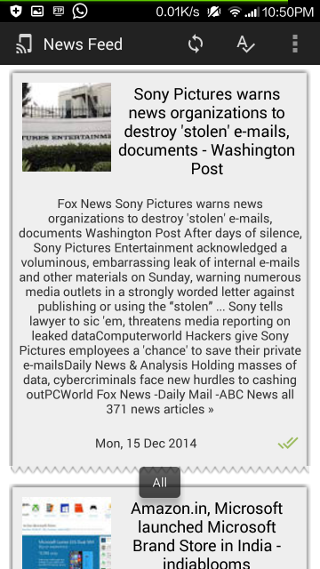 0.01K/s 10:50PM
News Feed
TURES ENTERTAINME
Sony Pictures warns
news organizations to
destroy 'stolen' e-mails,
documents - Washington
Post
Fox News Sony Pictures warns news
organizations to destroy 'stolen' e-mails,
documents Washington Post After days of silence,
Sony Pictures Entertainment acknowledged a
voluminous, embarrassing leak of internal e-mails
and other materials on Sunday, warning numerous
media outlets in a strongly worded letter against
publishing or using the “stolen” ... Sony tells
lawyer to sic 'em, threatens media reporting on
leaked dataComputerworld Hackers give Sony
Pictures employees a 'chance' to save their private
e-mailsDaily News & Analysis Holding masses of
data, cybercriminals face new hurdles to cashing
outPCWorld Fox News -Daily Mail -ABC News all
371 news articles »
Mon, 15 Dec 2014
All
Amazon.in, Microsoft
launched Microsoft
Brand Store in India -
indiablooms